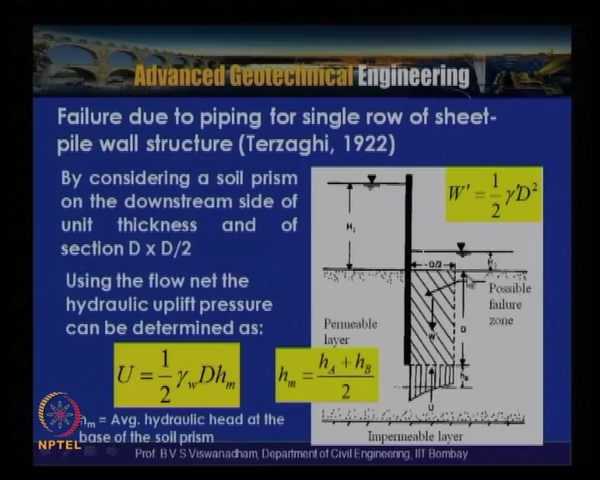 Advanced Geotechnical Engineering
Failure due to piping for single row of sheet-
pile wall structure (Terzaghi, 1922)
By considering a soil prism
on the downstream side of
unit thickness and of
section D x D/2
Using the flow net the
hydraulic uplift pressure
can be determined as:
U = 1/2 γw D hm
hm = (hA + hB)/2
hm = Avg. hydraulic head at the
base of the soil prism
W' = 1/2 γ' D²
H₁
D/2
Possible
failure
zone
Permeable
layer
W'
D
U
Impermeable layer
NPTEL
Prof. B V S Viswanadham, Department of Civil Engineering, IIT Bombay